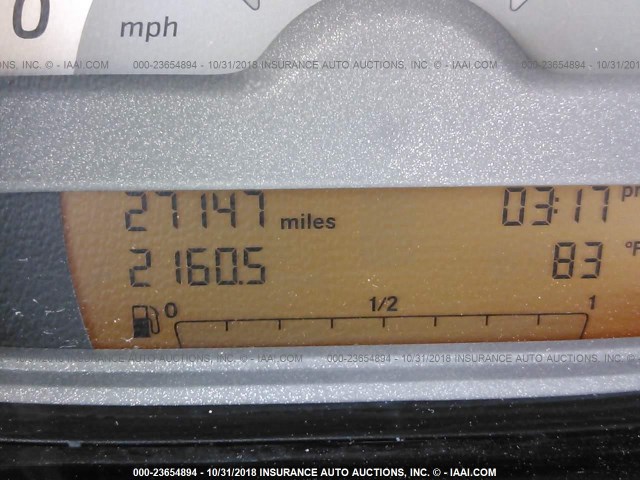 0 mph
000-23654894 - 10/31/2018 INSURANCE AUTO AUCTIONS, INC. © - IAAI.COM
27147 miles 03:17
2160.5 83 °F
0 1/2 1
000-23654894 - 10/31/2018 INSURANCE AUTO AUCTIONS, INC. © - IAAI.COM
000-23654894 - 10/31/2018 INSURANCE AUTO AUCTIONS, INC. © - IAAI.COM